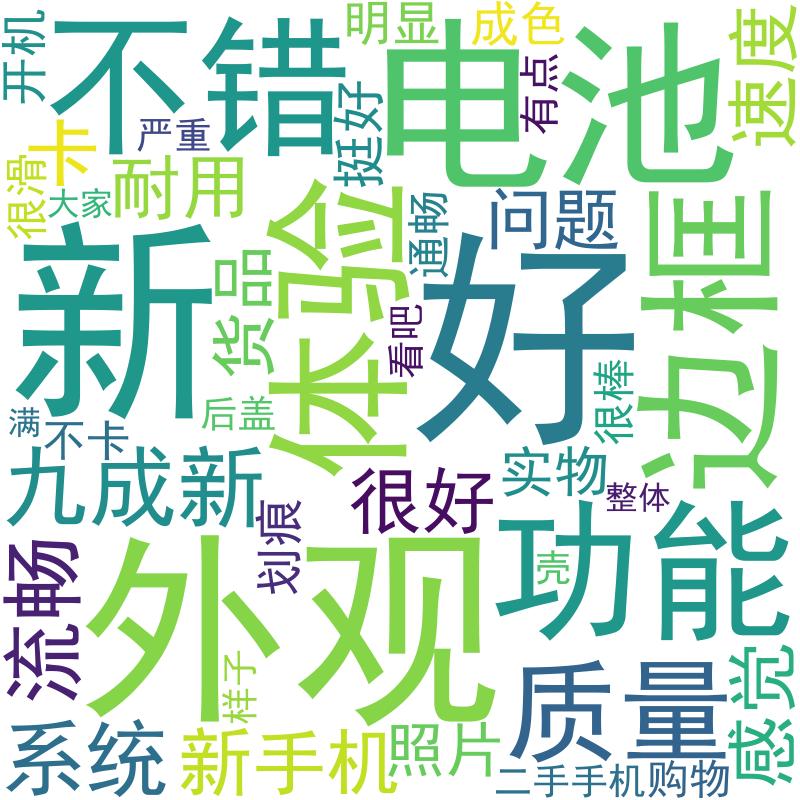 开机
不错
明显
成色
电池
有点
速度
卡
严重
挺好
很滑
大家
耐用
体验
通畅
问题
边框
新
货品
好
看吧
很棒
后盖
满
不卡
九成新
很好
实物
整体
划痕
流畅
外观
功能
壳
样子
质量
感觉
系统
新手机
照片
二手手机购物